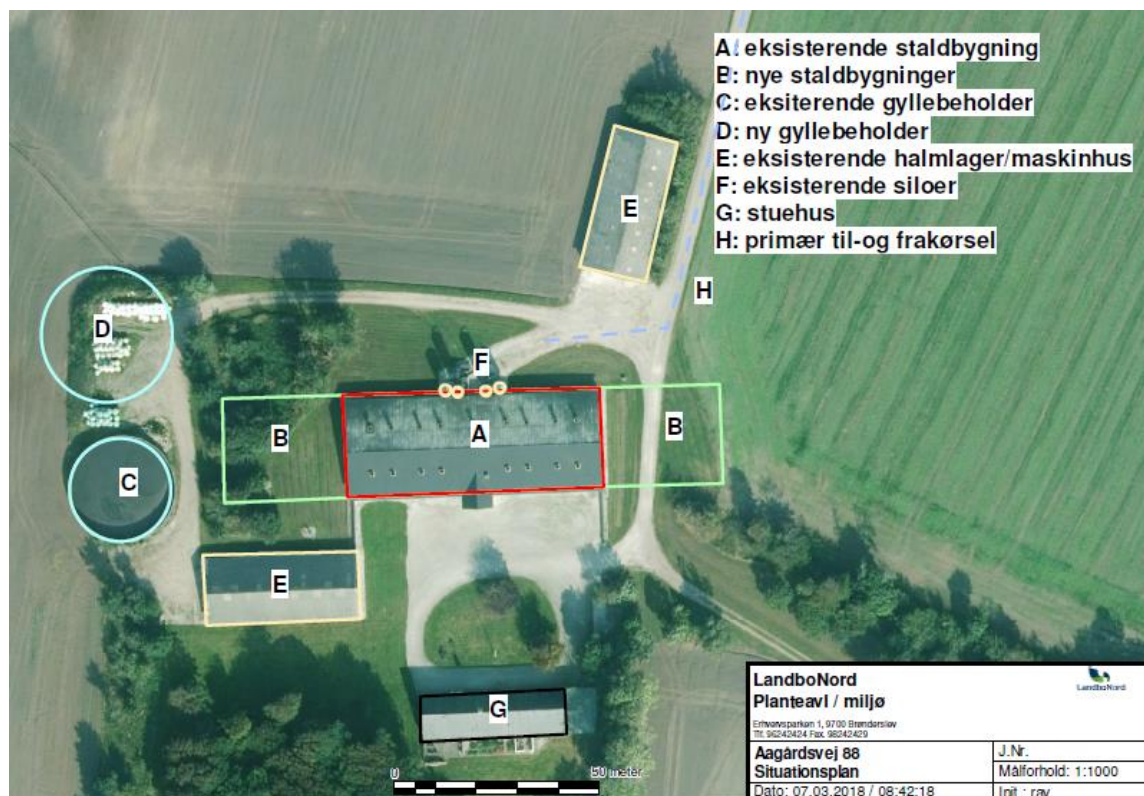 A: eksisterende staldbygning
B: nye staldbygninger
C: eksiterende gyllebeholder
D: ny gyllebeholder
E: eksisterende halmlager/maskinhus
F: eksisterende siloer
G: stuehus
H: primær til-og frakørsel
E
H
D
F
B
A
B
C
E
G
0 50 meter
LandboNord
LandboNord
Planteavl / miljø
Erhvervsparken 1, 9700 Brønderslev
Tlf. 96242424 Fax. 98242429
Aagårdsvej 88
J.Nr.
Situationsplan
Målforhold: 1:1000
Dato: 07.03.2018 / 08:42:18
Init.: rav